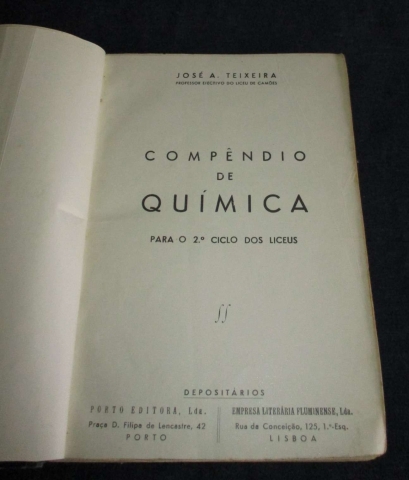 JOSÉ A. TEIXEIRA
PROFESSOR EFECTIVO DO LICEU DE CAMÕES
COMPÊNDIO
DE
QUÍMICA
PARA O 2.º CICLO DOS LICEUS
DEPOSITÁRIOS
PORTO EDITORA, Lda.
Praça D. Filipa de Lencastre, 42
PORTO
EMPRESA LITERÁRIA FLUMINENSE, Lda.
Rua da Conceição, 125, 1.º-Esq.
LISBOA